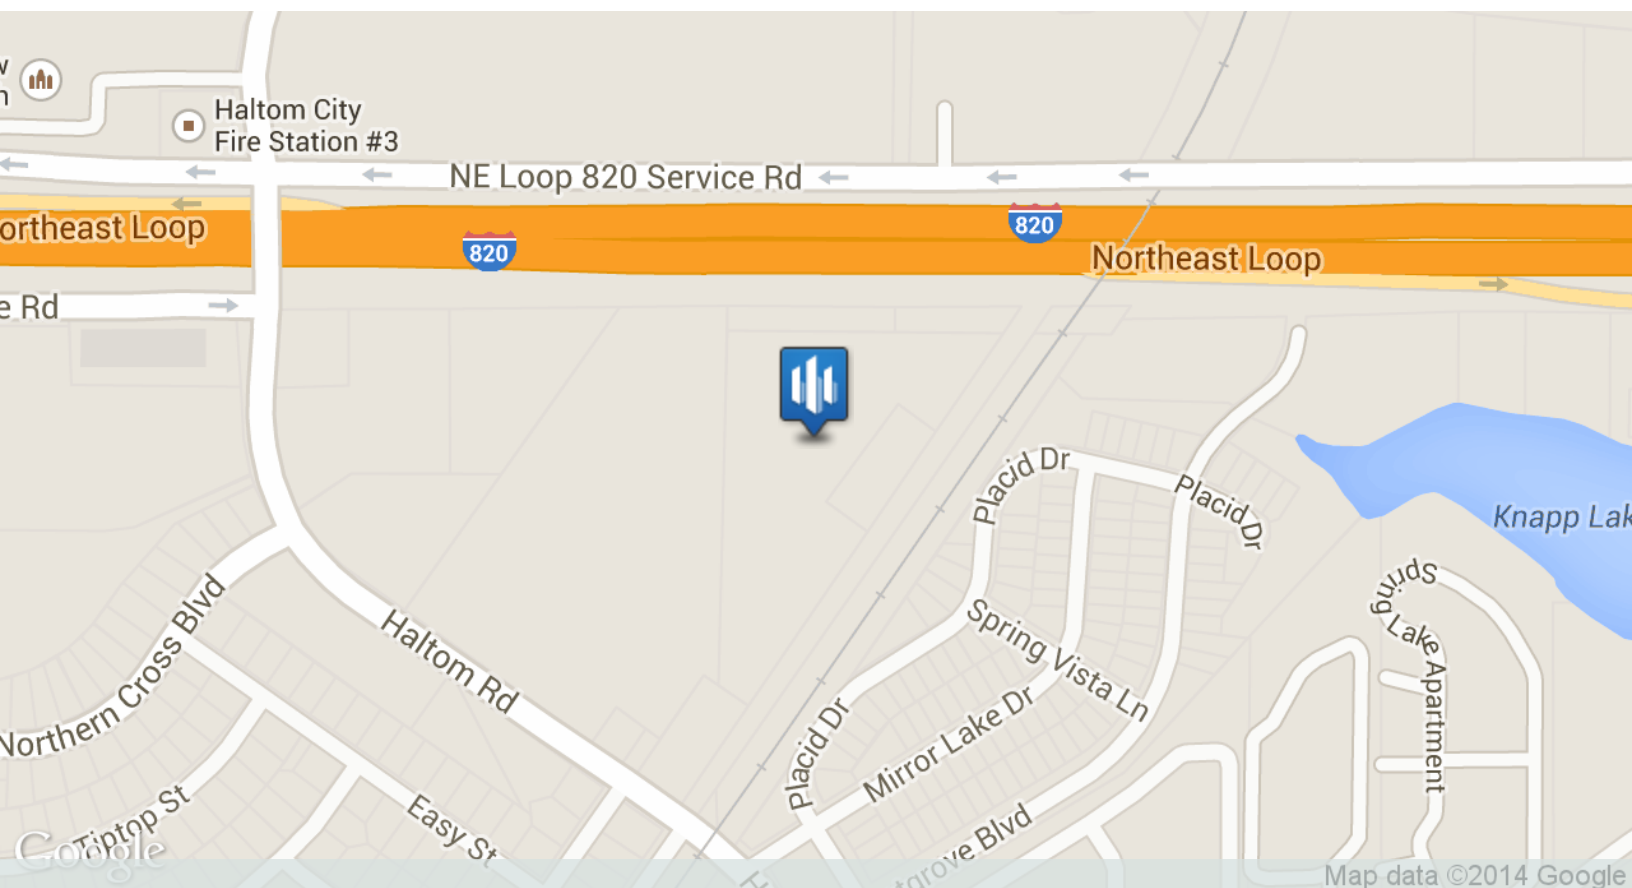 Haltom City
Fire Station #3
NE Loop 820 Service Rd
ortheast Loop
820
820
Northeast Loop
e Rd
Placid Dr
Placid Dr
Knapp Lak
Spring Lake Apartment
Northern Cross Blvd
Haltom Rd
Spring Vista Ln
Placid Dr
Mirror Lake Dr
Tiptop St
Easy St
tgrove Blvd
Google
Map data ©2014 Google